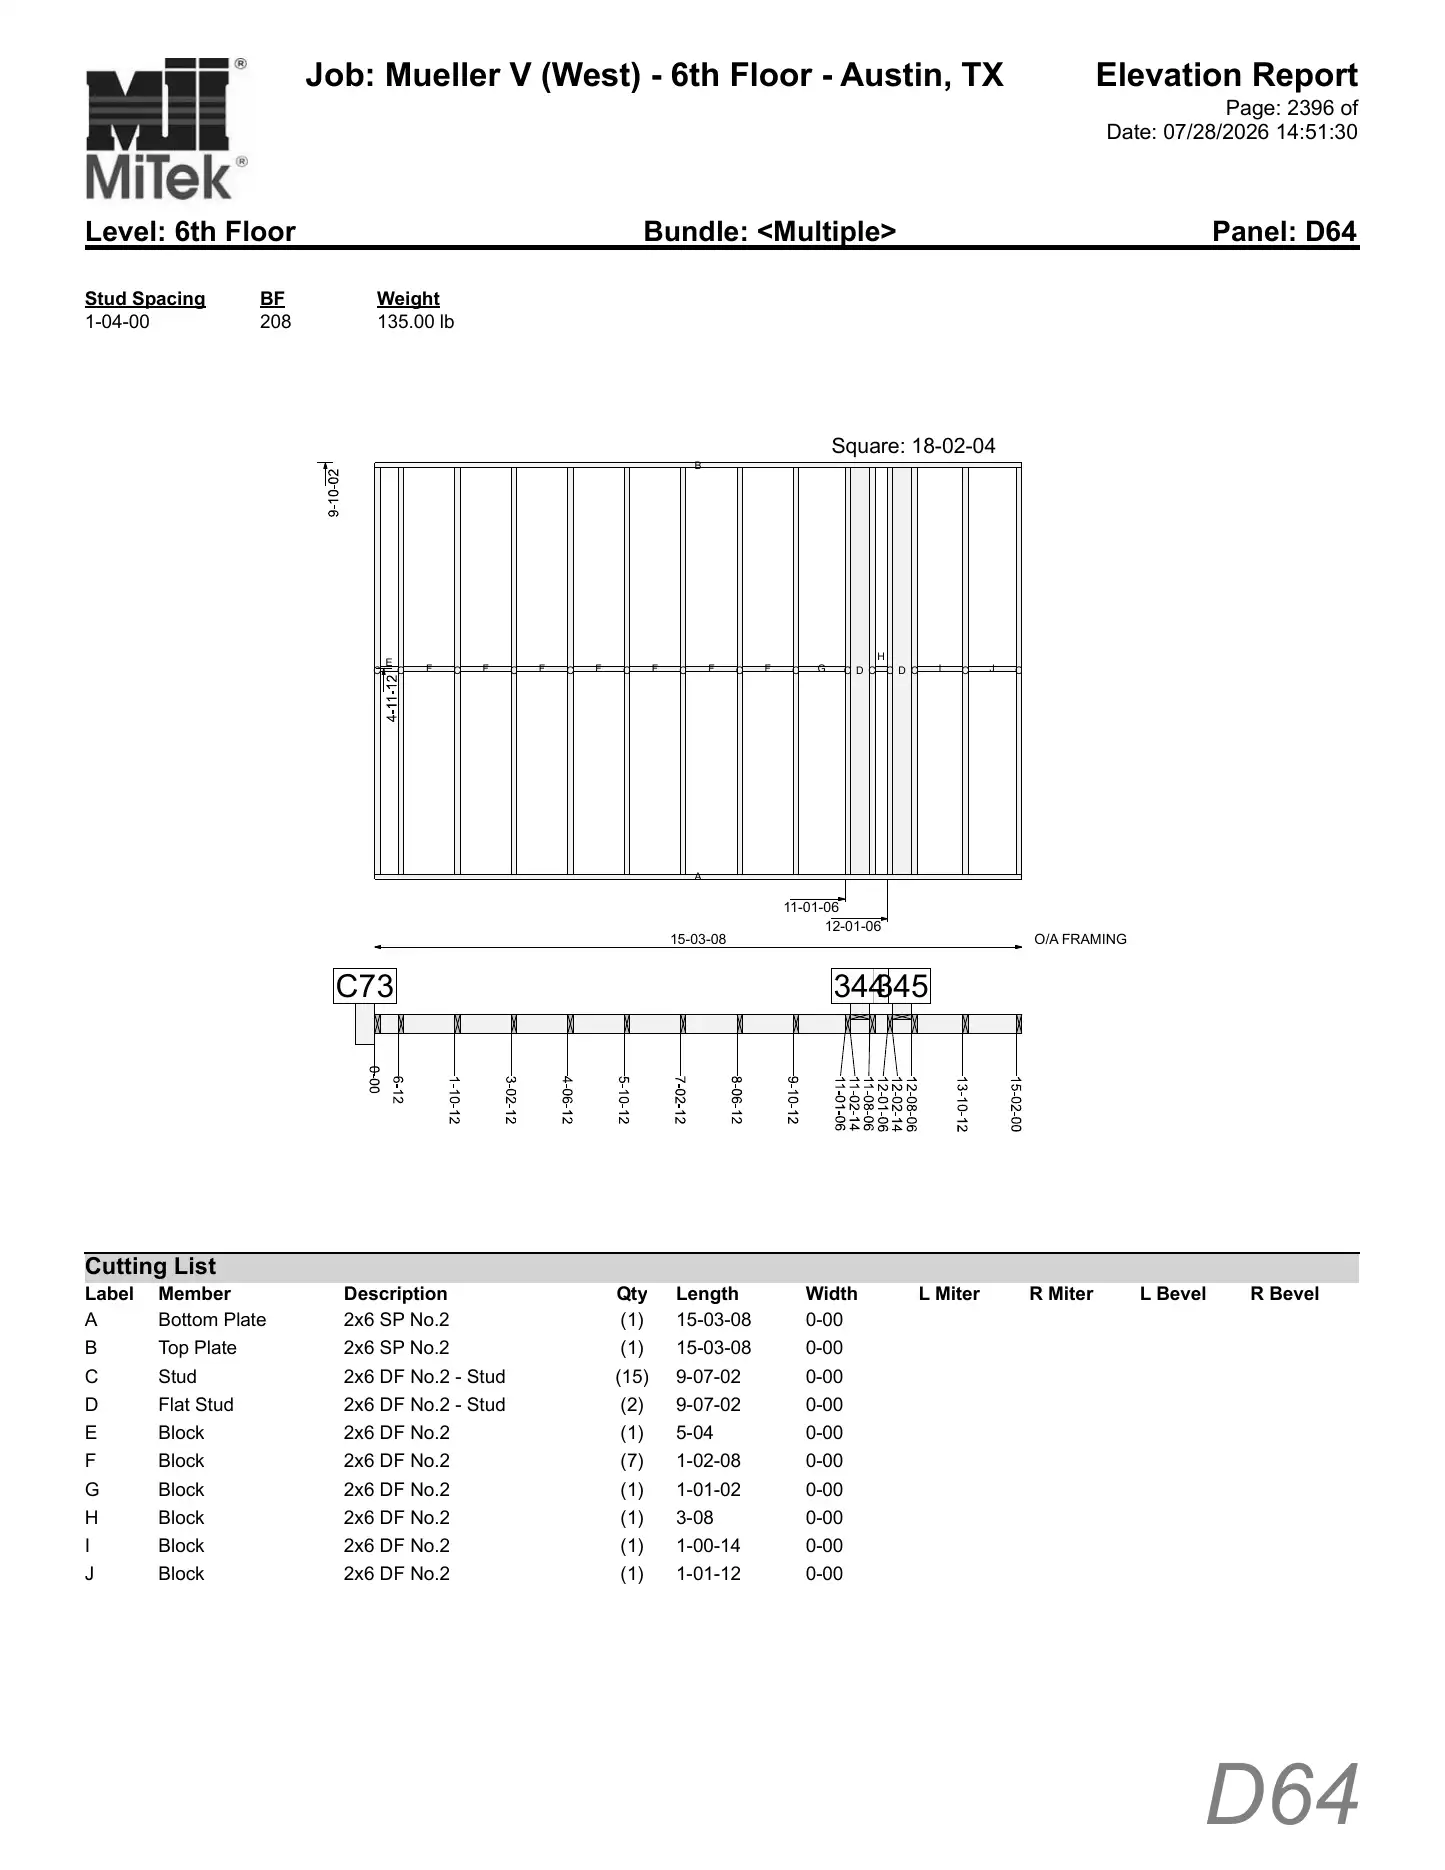 Job: Mueller V (West) - 6th Floor - Austin, TX
Elevation Report
Page: 2396 of
Date: 07/28/2026 14:51:30
MiTek®
Level: 6th Floor Bundle: <Multiple> Panel: D64
Stud Spacing BF Weight
1-04-00 208 135.00 lb
Square: 18-02-04
B
9-10-02
E F F F F F F F G D H D I J
4-11-12
A
11-01-06
12-01-06
15-03-08 O/A FRAMING
C73 344 345
0-00 6-12 1-10-12 3-02-12 4-06-12 5-10-12 7-02-12 8-06-12 9-10-12 11-01-06 11-02-14 11-08-06 12-01-06 12-02-14 12-08-06 13-10-12 15-02-00
Cutting List
Label Member Description Qty Length Width L Miter R Miter L Bevel R Bevel
A Bottom Plate 2x6 SP No.2 (1) 15-03-08 0-00
B Top Plate 2x6 SP No.2 (1) 15-03-08 0-00
C Stud 2x6 DF No.2 - Stud (15) 9-07-02 0-00
D Flat Stud 2x6 DF No.2 - Stud (2) 9-07-02 0-00
E Block 2x6 DF No.2 (1) 5-04 0-00
F Block 2x6 DF No.2 (7) 1-02-08 0-00
G Block 2x6 DF No.2 (1) 1-01-02 0-00
H Block 2x6 DF No.2 (1) 3-08 0-00
I Block 2x6 DF No.2 (1) 1-00-14 0-00
J Block 2x6 DF No.2 (1) 1-01-12 0-00
D64